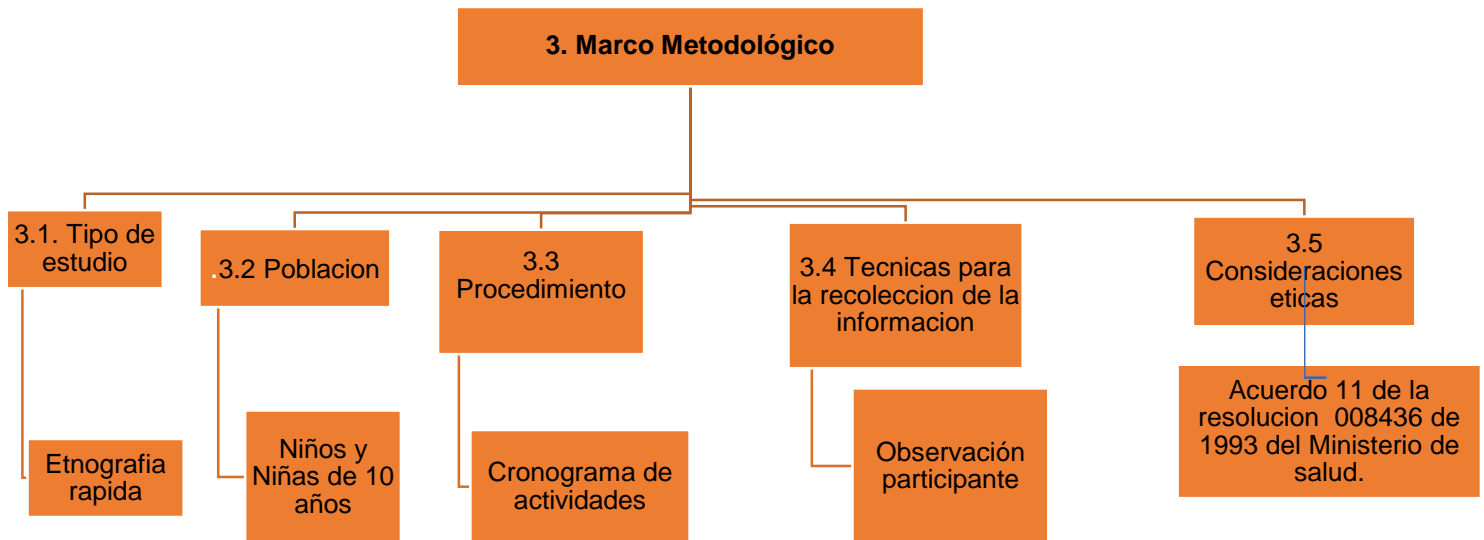 3. Marco Metodológico
3.1. Tipo de
estudio
.3.2 Poblacion
3.3
Procedimiento
3.4 Tecnicas para
la recoleccion de la
informacion
3.5
Consideraciones
eticas
Etnografia
rapida
Niños y
Niñas de 10
años
Cronograma de
actividades
Observación
participante
Acuerdo 11 de la
resolucion 008436 de
1993 del Ministerio de
salud.